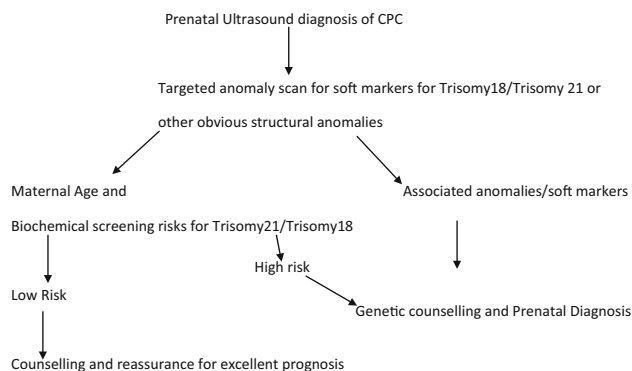 Prenatal Ultrasound diagnosis of CPC
Targeted anomaly scan for soft markers for Trisomy18/Trisomy 21 or
other obvious structural anomalies
Maternal Age and
Biochemical screening risks for Trisomy21/Trisomy18
Associated anomalies/soft markers
High risk
Low Risk
Genetic counselling and Prenatal Diagnosis
Counselling and reassurance for excellent prognosis